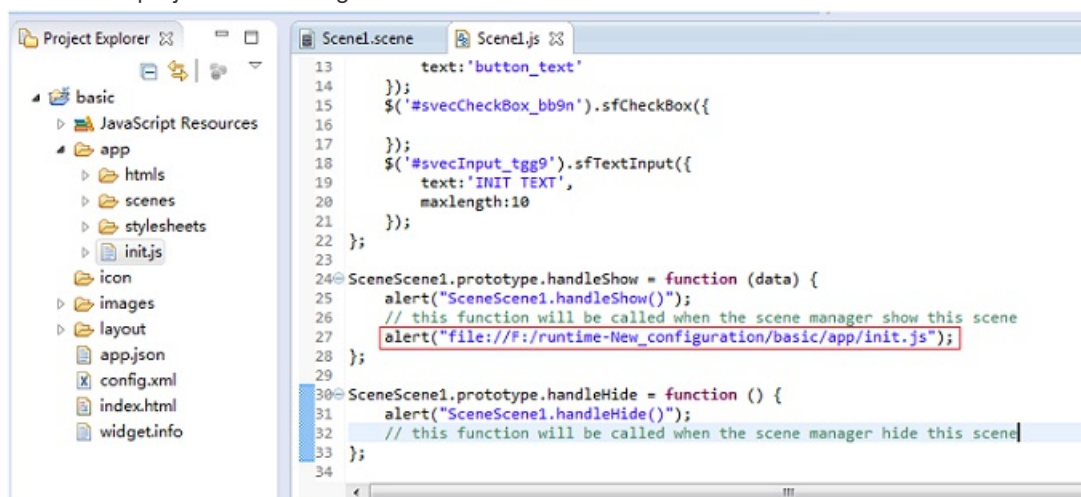 Project Explorer
basic
JavaScript Resources
app
htmls
scenes
stylesheets
init.js
icon
images
layout
app.json
config.xml
index.html
widget.info
Scene1.scene
Scene1.js
13 text:'button_text'
14 });
15 $('#svecCheckBox_bb9n').sfCheckBox({
16
17 });
18 $('#svecInput_tgg9').sfTextInput({
19 text:'INIT TEXT',
20 maxlength:10
21 });
22 };
23
24 SceneScene1.prototype.handleShow = function (data) {
25 alert("SceneScene1.handleShow()");
26 // this function will be called when the scene manager show this scene
27 alert("file://F:/runtime-New_configuration/basic/app/init.js");
28 };
29
30 SceneScene1.prototype.handleHide = function () {
31 alert("SceneScene1.handleHide()");
32 // this function will be called when the scene manager hide this scene
33 };
34